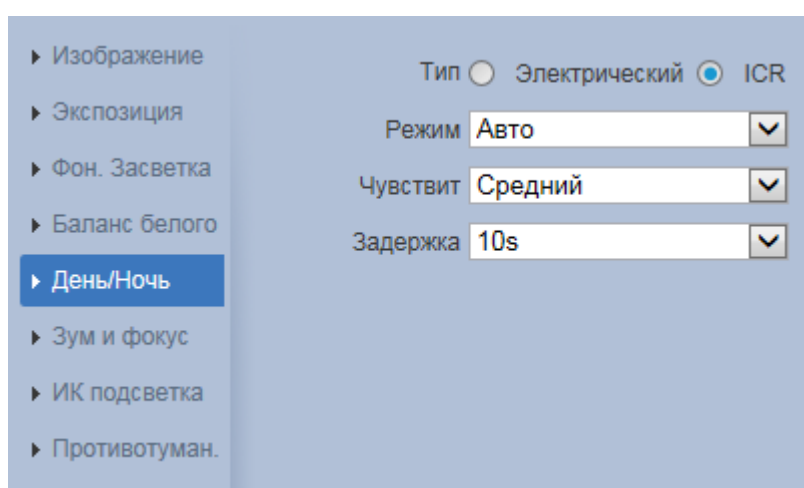 Изображение
Экспозиция
Фон. Засветка
Баланс белого
День/Ночь
Зум и фокус
ИК подсветка
Противотуман.
Тип Электрический ICR
Режим Авто
Чувствит Средний
Задержка 10s